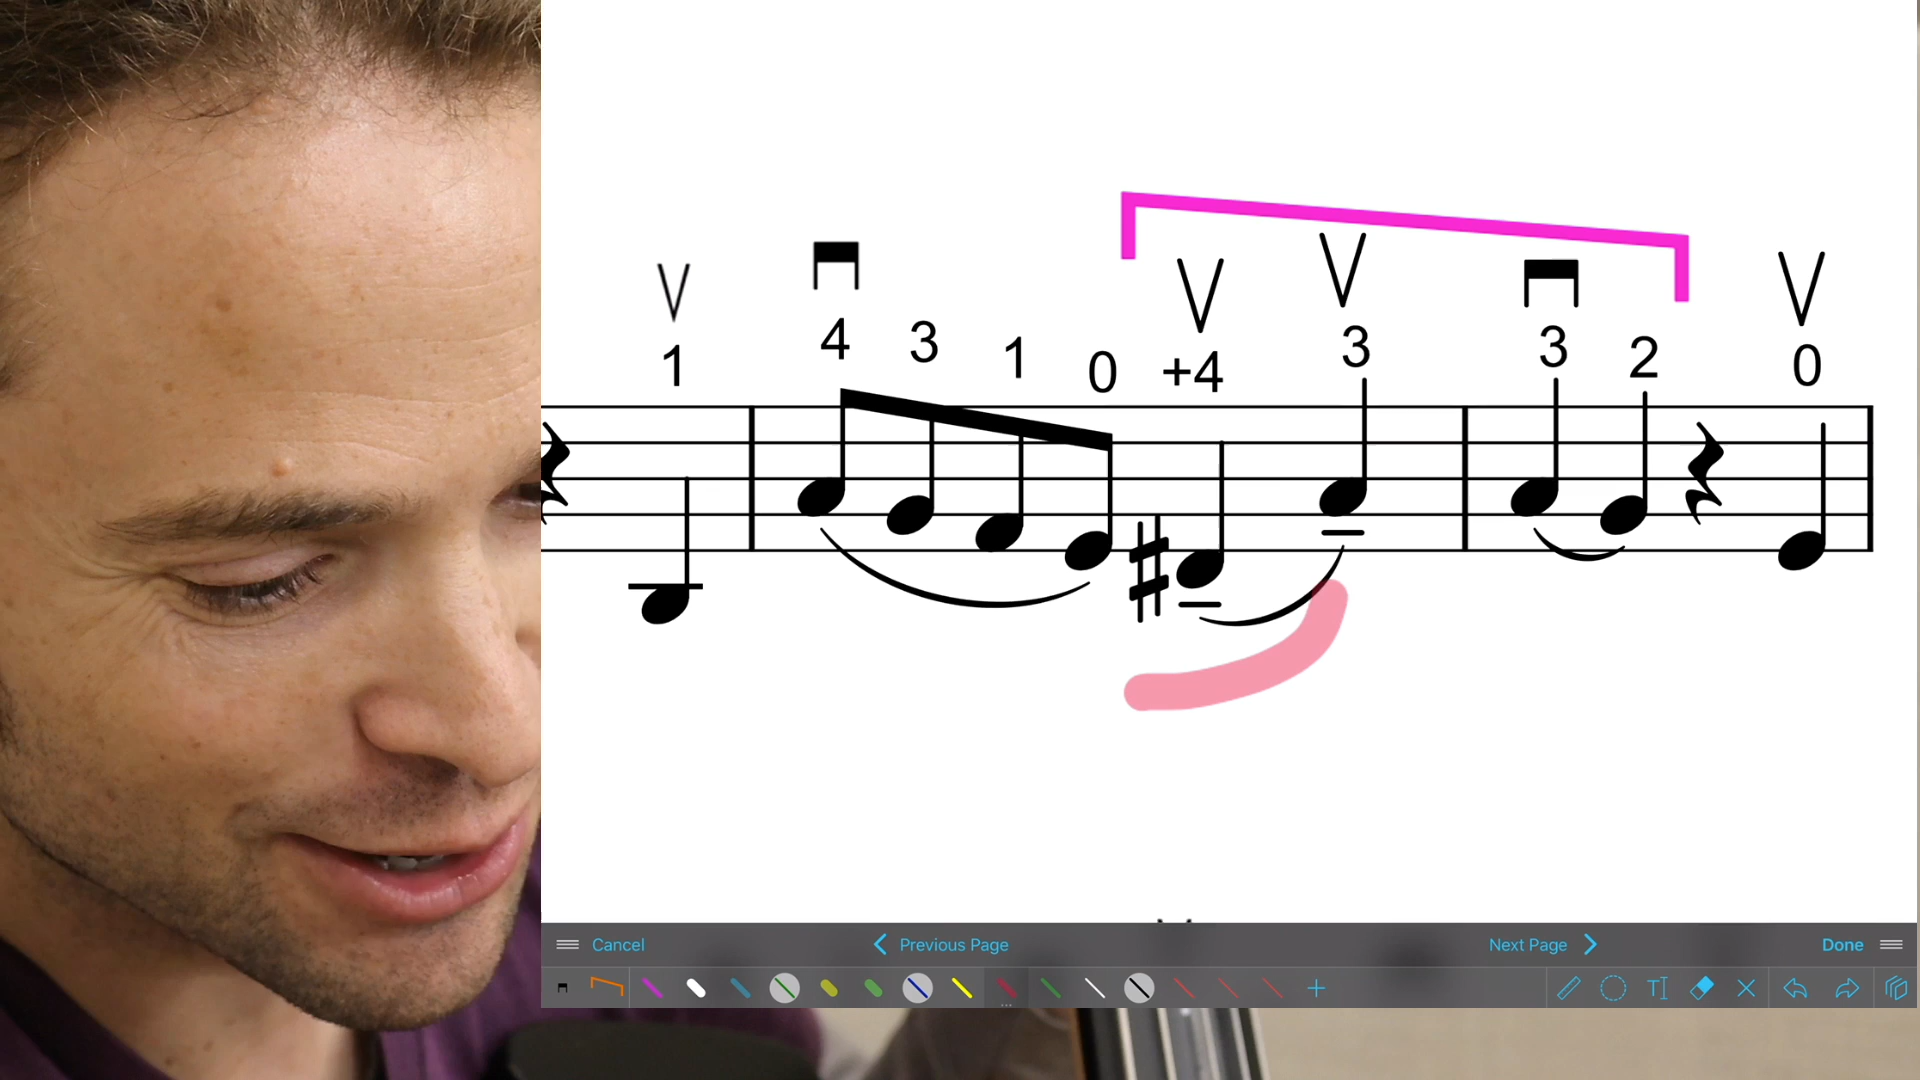 V V V V
1 4 3 1 0 +4 3 3 2 0
Cancel Previous Page Next Page Done
T